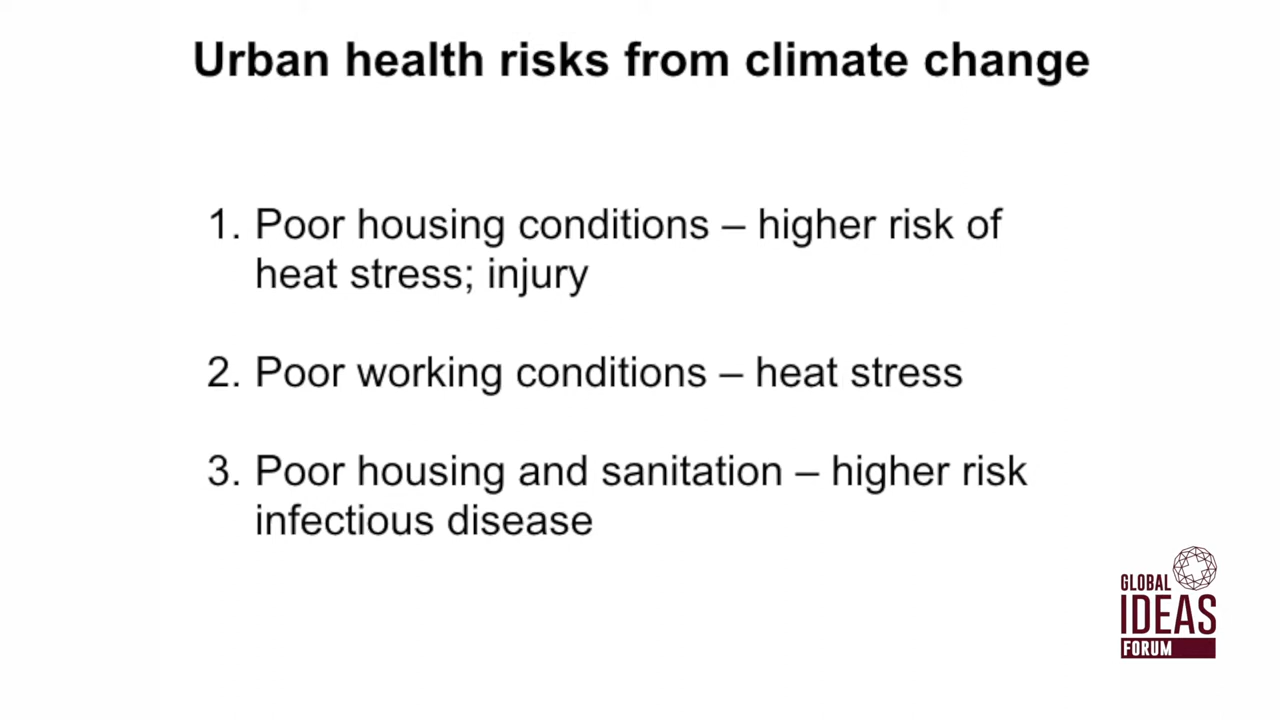 Urban health risks from climate change
1. Poor housing conditions – higher risk of
heat stress; injury
2. Poor working conditions – heat stress
3. Poor housing and sanitation – higher risk
infectious disease
GLOBAL
IDEAS
FORUM